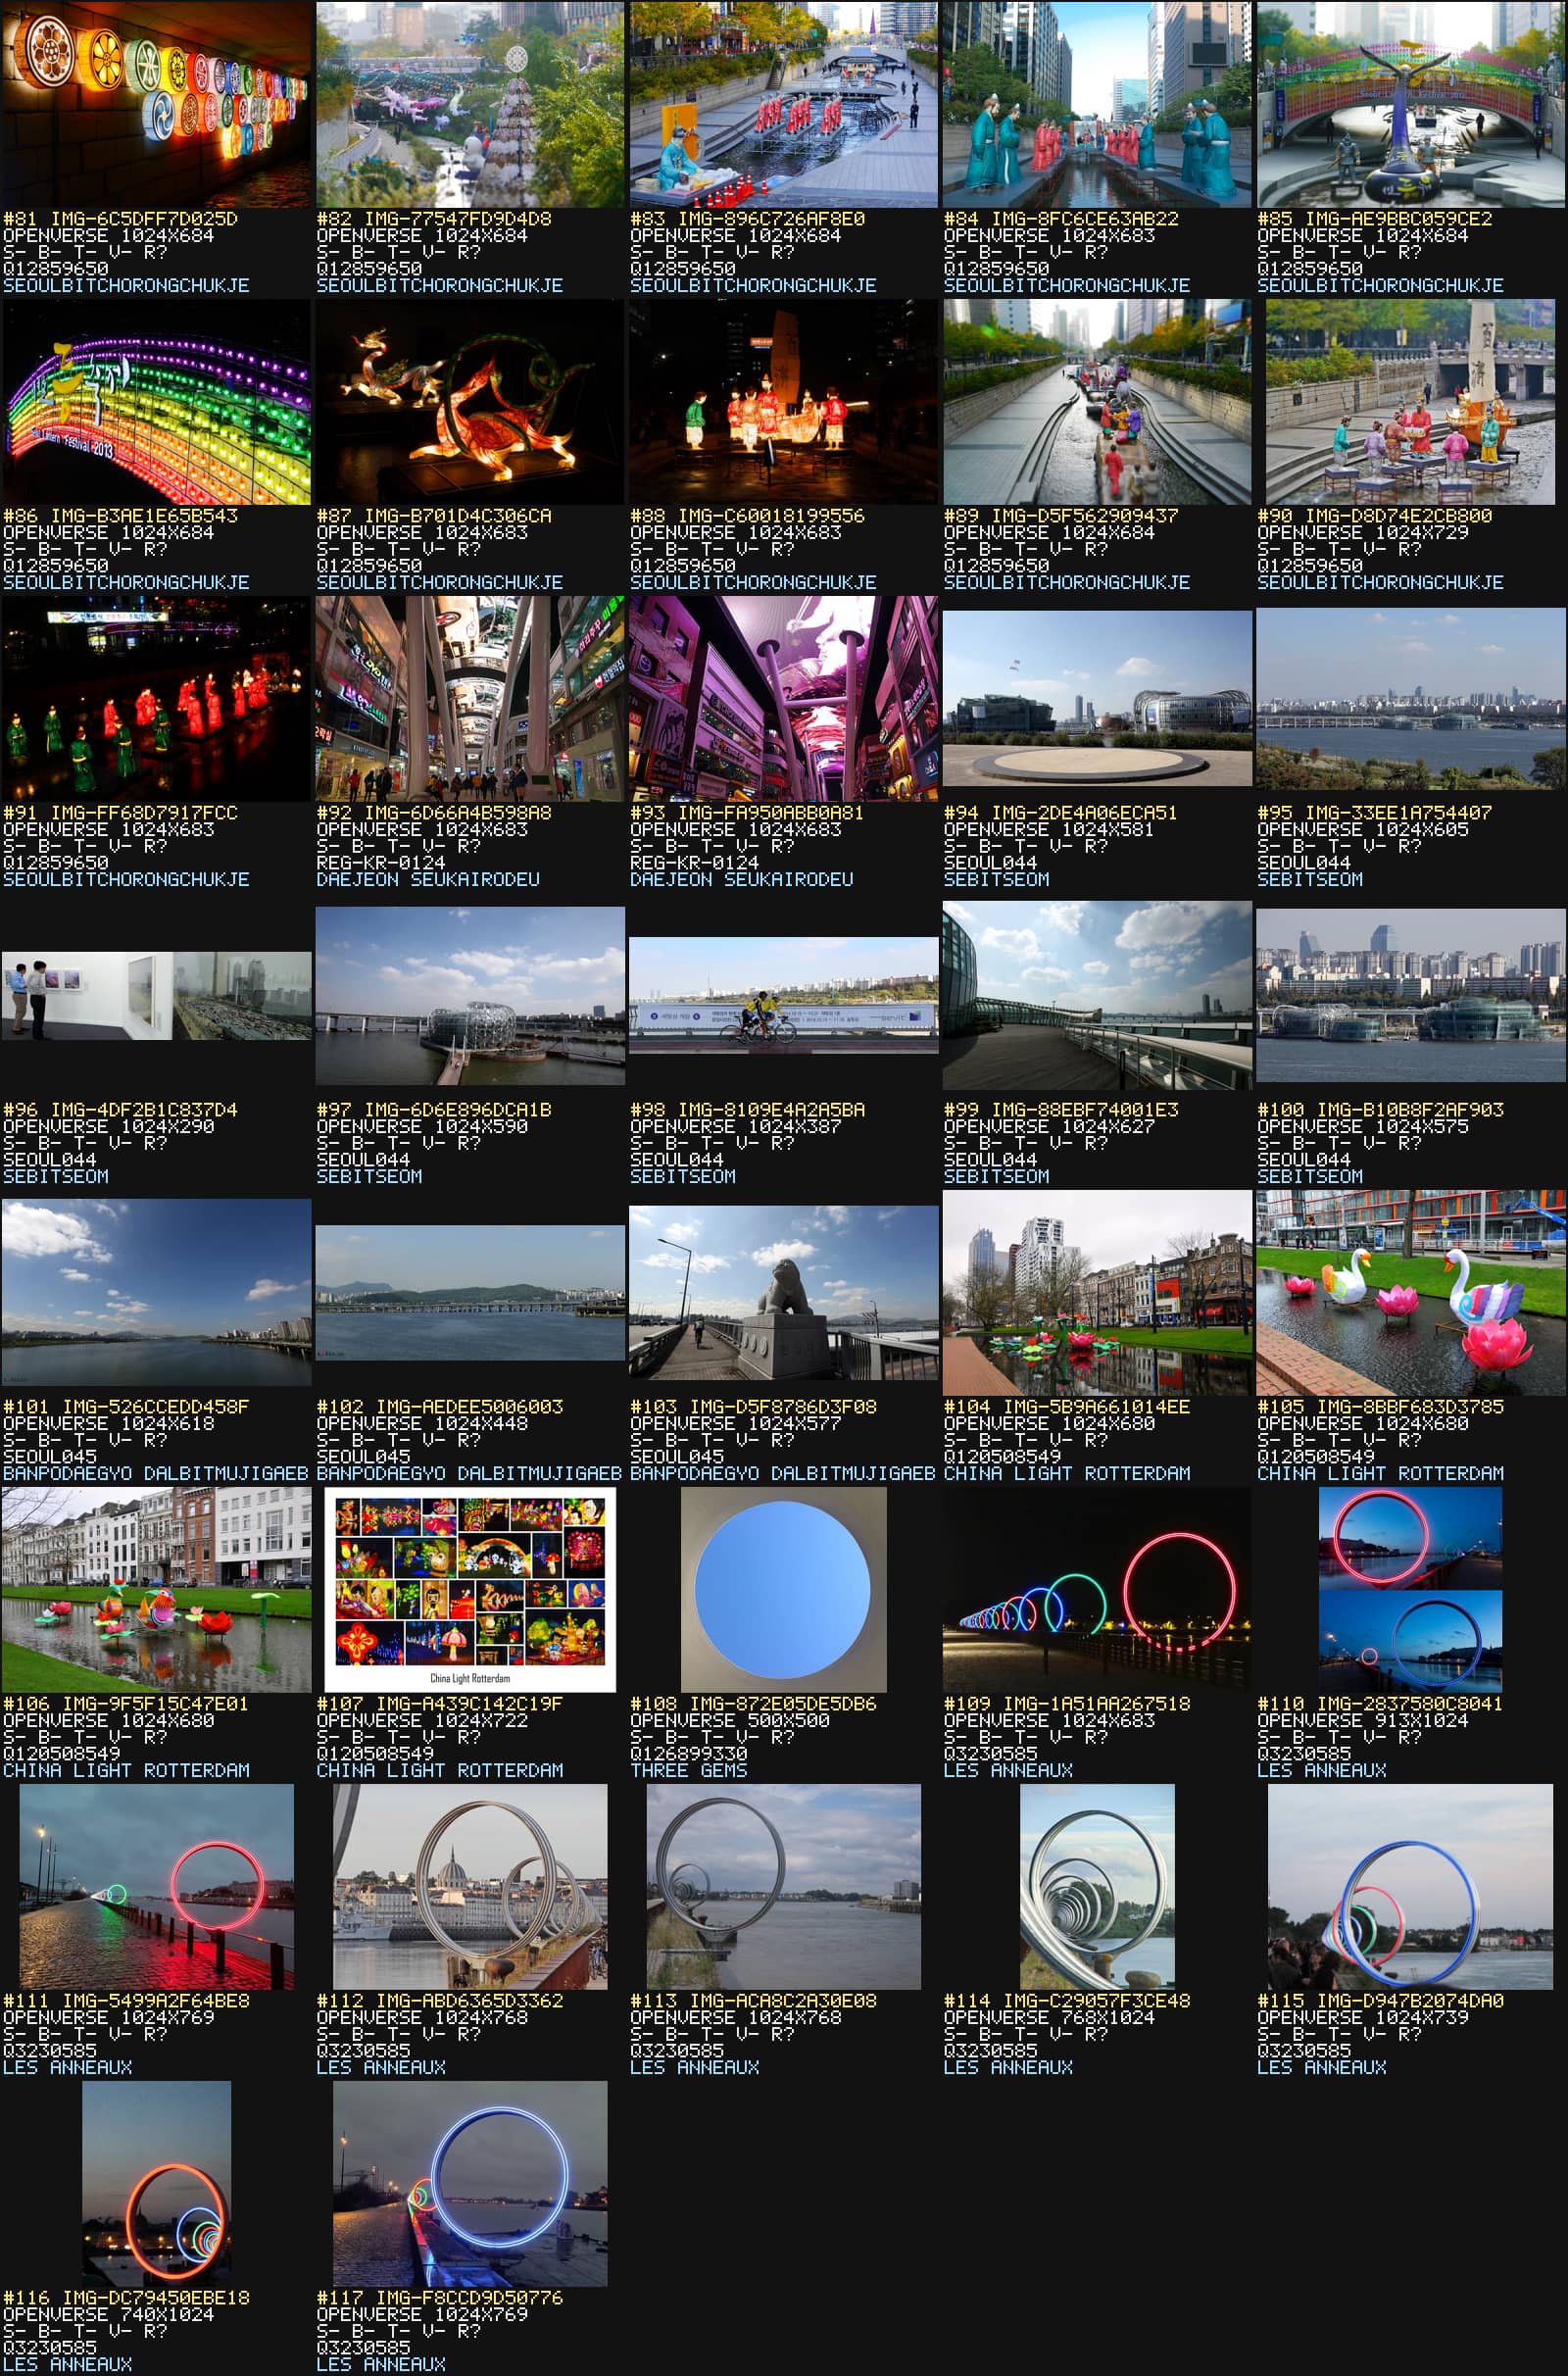 #81 IMG-6C5DFF7D025D
OPENVERSE 1024X684
S- B- T- V- R?
Q12859650
SEOULBITCHORONGCHUKJE
#82 IMG-77547FD9D4D8
OPENVERSE 1024X684
S- B- T- V- R?
Q12859650
SEOULBITCHORONGCHUKJE
#83 IMG-896C726AF8E0
OPENVERSE 1024X684
S- B- T- V- R?
Q12859650
SEOULBITCHORONGCHUKJE
#84 IMG-8FC6CE63AB22
OPENVERSE 1024X683
S- B- T- V- R?
Q12859650
SEOULBITCHORONGCHUKJE
#85 IMG-AE9BBC059CE2
OPENVERSE 1024X684
S- B- T- V- R?
Q12859650
SEOULBITCHORONGCHUKJE
Festival 2013
#86 IMG-B3AE1E65B543
OPENVERSE 1024X684
S- B- T- V- R?
Q12859650
SEOULBITCHORONGCHUKJE
#87 IMG-B701D4C306CA
OPENVERSE 1024X683
S- B- T- V- R?
Q12859650
SEOULBITCHORONGCHUKJE
#88 IMG-C60018199556
OPENVERSE 1024X683
S- B- T- V- R?
Q12859650
SEOULBITCHORONGCHUKJE
#89 IMG-D5F562909437
OPENVERSE 1024X684
S- B- T- V- R?
Q12859650
SEOULBITCHORONGCHUKJE
#90 IMG-D8D74E2CB800
OPENVERSE 1024X729
S- B- T- V- R?
Q12859650
SEOULBITCHORONGCHUKJE
#91 IMG-FF68D7917FCC
OPENVERSE 1024X683
S- B- T- V- R?
Q12859650
SEOULBITCHORONGCHUKJE
#92 IMG-6D66A4B598A8
OPENVERSE 1024X683
S- B- T- V- R?
REG-KR-0124
DAEJEON SEUKAIRODEU
#93 IMG-FA950ABB0A81
OPENVERSE 1024X683
S- B- T- V- R?
REG-KR-0124
DAEJEON SEUKAIRODEU
#94 IMG-2DE4A06ECA51
OPENVERSE 1024X581
S- B- T- V- R?
SEOUL044
SEBITSEOM
#95 IMG-33EE1A754407
OPENVERSE 1024X605
S- B- T- V- R?
SEOUL044
SEBITSEOM
#96 IMG-4DF2B1C837D4
OPENVERSE 1024X290
S- B- T- V- R?
SEOUL044
SEBITSEOM
#97 IMG-6D6E896DCA1B
OPENVERSE 1024X590
S- B- T- V- R?
SEOUL044
SEBITSEOM
#98 IMG-8109E4A2A5BA
OPENVERSE 1024X387
S- B- T- V- R?
SEOUL044
SEBITSEOM
#99 IMG-88EBF74001E3
OPENVERSE 1024X627
S- B- T- V- R?
SEOUL044
SEBITSEOM
#100 IMG-B10B8F2AF903
OPENVERSE 1024X575
S- B- T- V- R?
SEOUL044
SEBITSEOM
#101 IMG-526CCEDD458F
OPENVERSE 1024X618
S- B- T- V- R?
SEOUL045
BANPODAEGYO DALBITMUJIGAEB
#102 IMG-AEDEE5006003
OPENVERSE 1024X448
S- B- T- V- R?
SEOUL045
BANPODAEGYO DALBITMUJIGAEB
#103 IMG-D5F8786D3F08
OPENVERSE 1024X577
S- B- T- V- R?
SEOUL045
BANPODAEGYO DALBITMUJIGAEB
#104 IMG-5B9A661014EE
OPENVERSE 1024X680
S- B- T- V- R?
Q120508549
CHINA LIGHT ROTTERDAM
#105 IMG-8BBF683D3785
OPENVERSE 1024X680
S- B- T- V- R?
Q120508549
CHINA LIGHT ROTTERDAM
#106 IMG-9F5F15C47E01
OPENVERSE 1024X680
S- B- T- V- R?
Q120508549
CHINA LIGHT ROTTERDAM
China Light Rotterdam
#107 IMG-A439C142C19F
OPENVERSE 1024X722
S- B- T- V- R?
Q120508549
CHINA LIGHT ROTTERDAM
#108 IMG-872E05DE5DB6
OPENVERSE 500X500
S- B- T- V- R?
Q126899330
THREE GEMS
#109 IMG-1A51AA267518
OPENVERSE 1024X683
S- B- T- V- R?
Q3230585
LES ANNEAUX
#110 IMG-2837580C8041
OPENVERSE 913X1024
S- B- T- V- R?
Q3230585
LES ANNEAUX
#111 IMG-5499A2F64BE8
OPENVERSE 1024X769
S- B- T- V- R?
Q3230585
LES ANNEAUX
#112 IMG-ABD6365D3362
OPENVERSE 1024X768
S- B- T- V- R?
Q3230585
LES ANNEAUX
#113 IMG-ACA8C2A30E08
OPENVERSE 1024X768
S- B- T- V- R?
Q3230585
LES ANNEAUX
#114 IMG-C29057F3CE48
OPENVERSE 768X1024
S- B- T- V- R?
Q3230585
LES ANNEAUX
#115 IMG-D947B2074DA0
OPENVERSE 1024X739
S- B- T- V- R?
Q3230585
LES ANNEAUX
#116 IMG-DC79450EBE18
OPENVERSE 740X1024
S- B- T- V- R?
Q3230585
LES ANNEAUX
#117 IMG-F8CCD9D50776
OPENVERSE 1024X769
S- B- T- V- R?
Q3230585
LES ANNEAUX